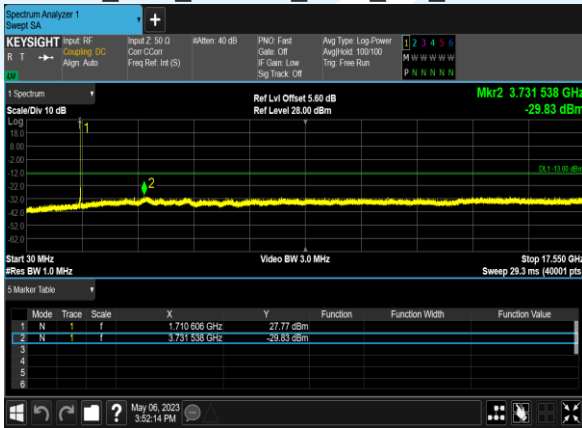 Spectrum Analyzer 1
Swept SA
+
KEYSIGHT Input: RF Input Z: 50 Ω #Atten: 40 dB PNO: Fast Avg Type: Log-Power 1 2 3 4 5 6
R T Coupling: DC Corr CCorr Gate: Off Avg|Hold: 100/100 M W W W W W
Align: Auto Freq Ref: Int (S) IF Gain: Low Trig: Free Run
Sig Track: Off P N N N N N
1 Spectrum Ref Lvl Offset 5.60 dB Mkr2 3.731 538 GHz
Scale/Div 10 dB Ref Level 28.00 dBm -29.83 dBm
Log
1
18.0
8.00
-2.00
DL1 -13.00 dBm
-12.0
-22.0
2
-32.0
-42.0
-52.0
-62.0
Start 30 MHz Video BW 3.0 MHz Stop 17.550 GHz
#Res BW 1.0 MHz Sweep 29.3 ms (40001 pts)
5 Marker Table
Mode Trace Scale X Y Function Function Width Function Value
1 N 1 f 1.710 606 GHz 27.77 dBm
2 N 1 f 3.731 538 GHz -29.83 dBm
3
4
5
6
? May 06, 2023
3:52:14 PM